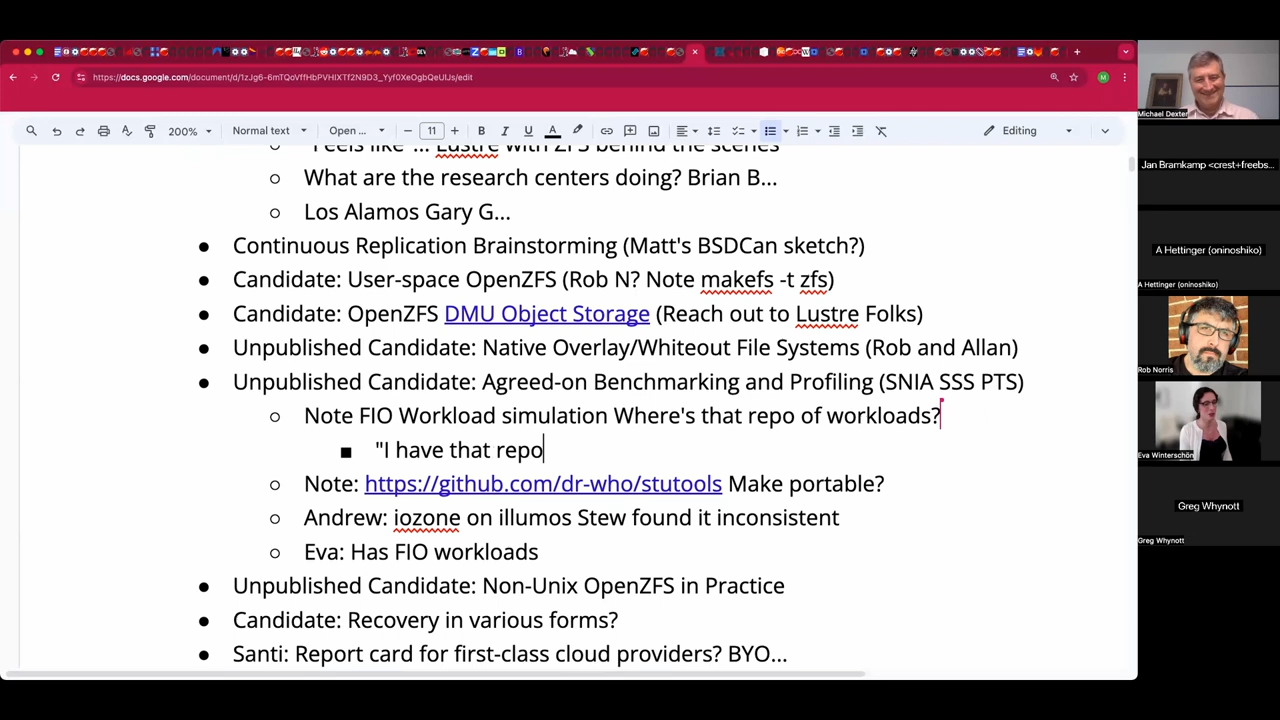 https://docs.google.com/document/d/1zJg6-6mTQoVffHbPVHIXTf2N9D3_Yyf0XeOgbQeUIJs/edit
M
200%
Normal text
Open ...
11
Editing
"Feels like"... Lustre with ZFS behind the scenes
What are the research centers doing? Brian B...
Los Alamos Gary G...
Continuous Replication Brainstorming (Matt's BSDCan sketch?)
Candidate: User-space OpenZFS (Rob N? Note makefs -t zfs)
Candidate: OpenZFS DMU Object Storage (Reach out to Lustre Folks)
Unpublished Candidate: Native Overlay/Whiteout File Systems (Rob and Allan)
Unpublished Candidate: Agreed-on Benchmarking and Profiling (SNIA SSS PTS)
Note FIO Workload simulation Where's that repo of workloads?
"I have that repo
Note: https://github.com/dr-who/stutools Make portable?
Andrew: iozone on illumos Stew found it inconsistent
Eva: Has FIO workloads
Unpublished Candidate: Non-Unix OpenZFS in Practice
Candidate: Recovery in various forms?
Santi: Report card for first-class cloud providers? BYO...
Michael Dexter
Jan Bramkamp <crest+freebs...
A Hettinger (oninoshiko)
A Hettinger (oninoshiko)
Rob Norris
Eva Winterschön
Greg Whynott
Greg Whynott